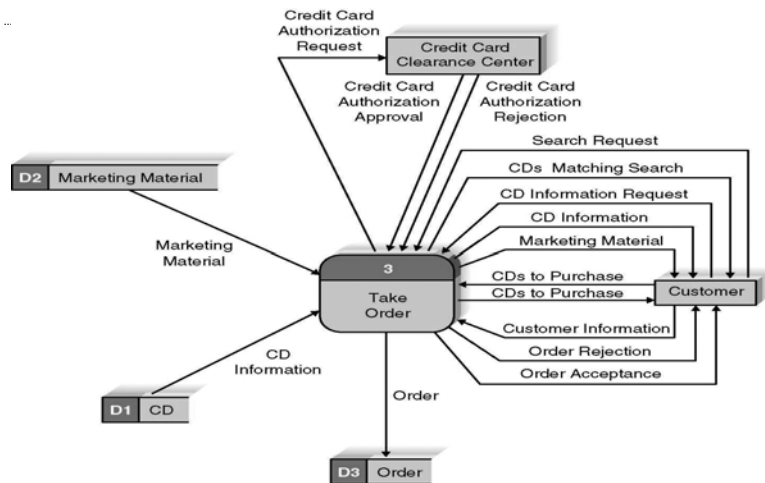 ...
Credit Card
Authorization
Request
Credit Card
Clearance Center
Credit Card
Authorization
Approval
Credit Card
Authorization
Rejection
Search Request
CDs Matching Search
D2 Marketing Material
CD Information Request
CD Information
Marketing
Material
Marketing Material
3
Take
Order
CDs to Purchase
CDs to Purchase
Customer
Customer Information
Order Rejection
Order Acceptance
CD
Information
Order
D1 CD
D3 Order